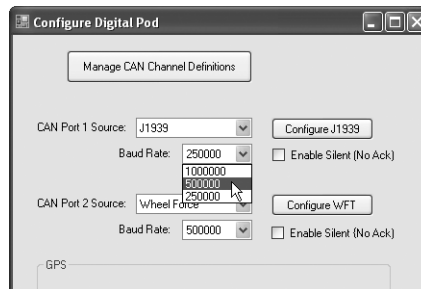 Configure Digital Pod
Manage CAN Channel Definitions
CAN Port 1 Source: J1939 Configure J1939
Baud Rate: 250000 Enable Silent (No Ack)
1000000
500000
250000
CAN Port 2 Source: Wheel Force Configure WFT
Baud Rate: 500000 Enable Silent (No Ack)
GPS